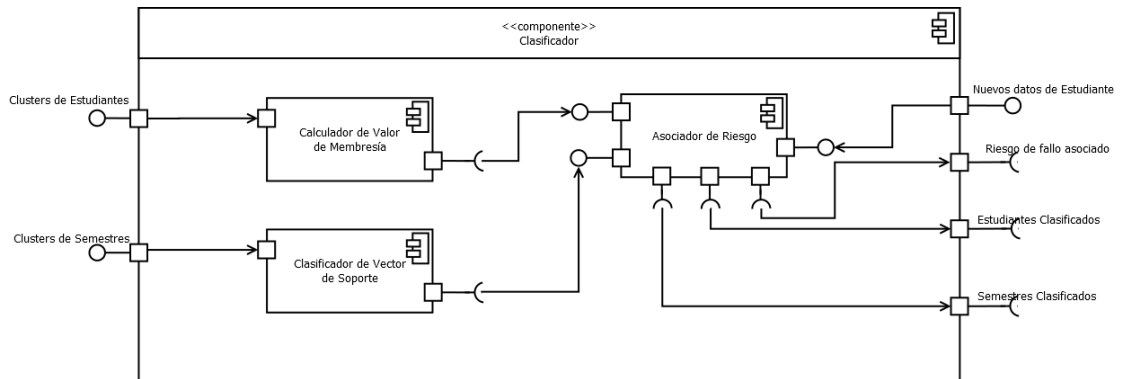 <<componente>>
Clasificador
Clusters de Estudiantes
Calculador de Valor
de Membresía
Asociador de Riesgo
Nuevos datos de Estudiante
Riesgo de fallo asociado
Estudiantes Clasificados
Clusters de Semestres
Clasificador de Vector
de Soporte
Semestres Clasificados